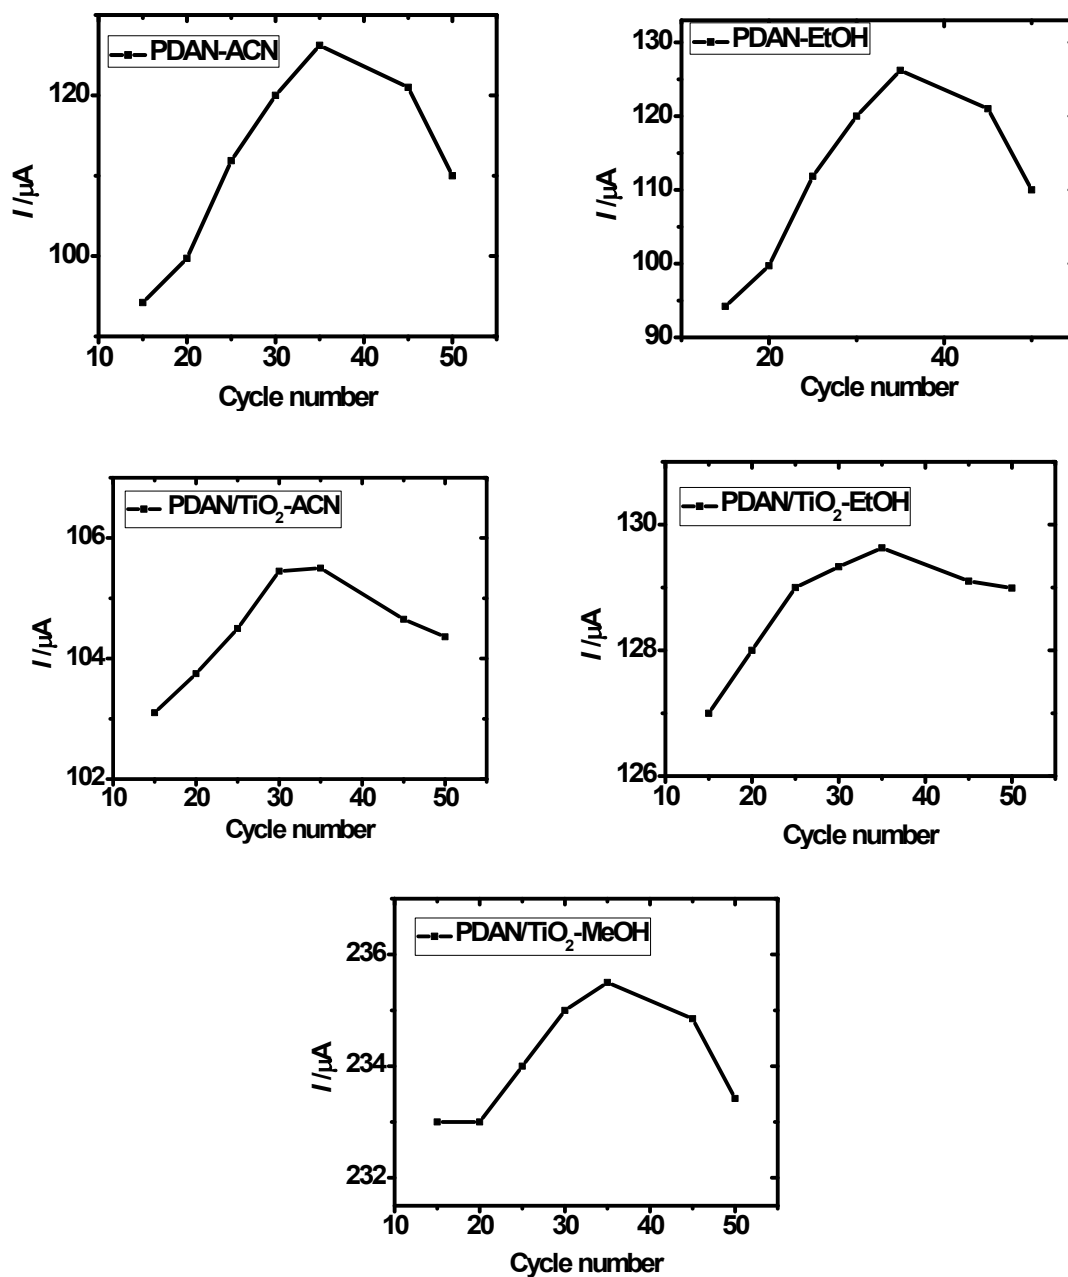 PDAN-ACN
120
100
I /µA
10 20 30 40 50
Cycle number
PDAN-EtOH
130
120
110
100
90
I /µA
20 40
Cycle number
PDAN/TiO₂-ACN
106
104
102
I /µA
10 20 30 40 50
Cycle number
PDAN/TiO₂-EtOH
130
128
126
I /µA
10 20 30 40 50
Cycle number
PDAN/TiO₂-MeOH
236
234
232
I /µA
10 20 30 40 50
Cycle number